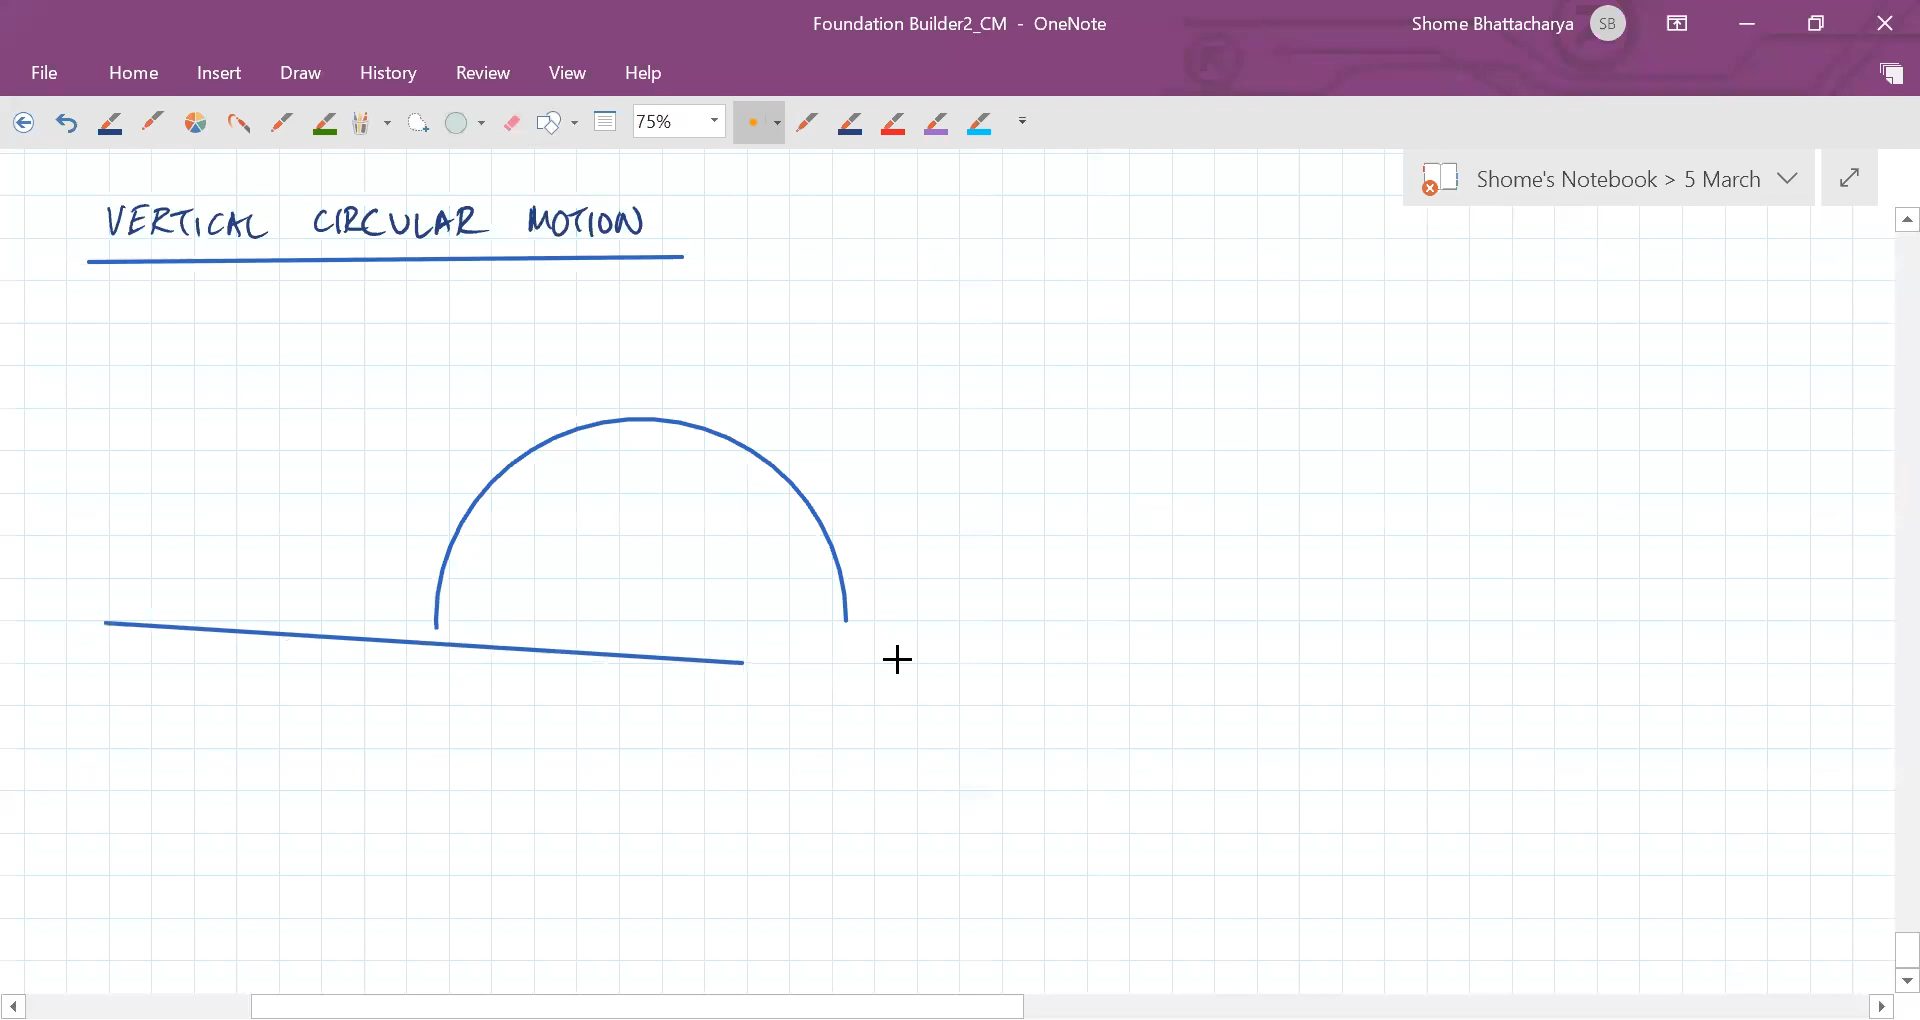 Foundation Builder2_CM - OneNote
Shome Bhattacharya SB
File Home Insert Draw History Review View Help
75%
Shome's Notebook > 5 March
VERTICAL CIRCULAR MOTION